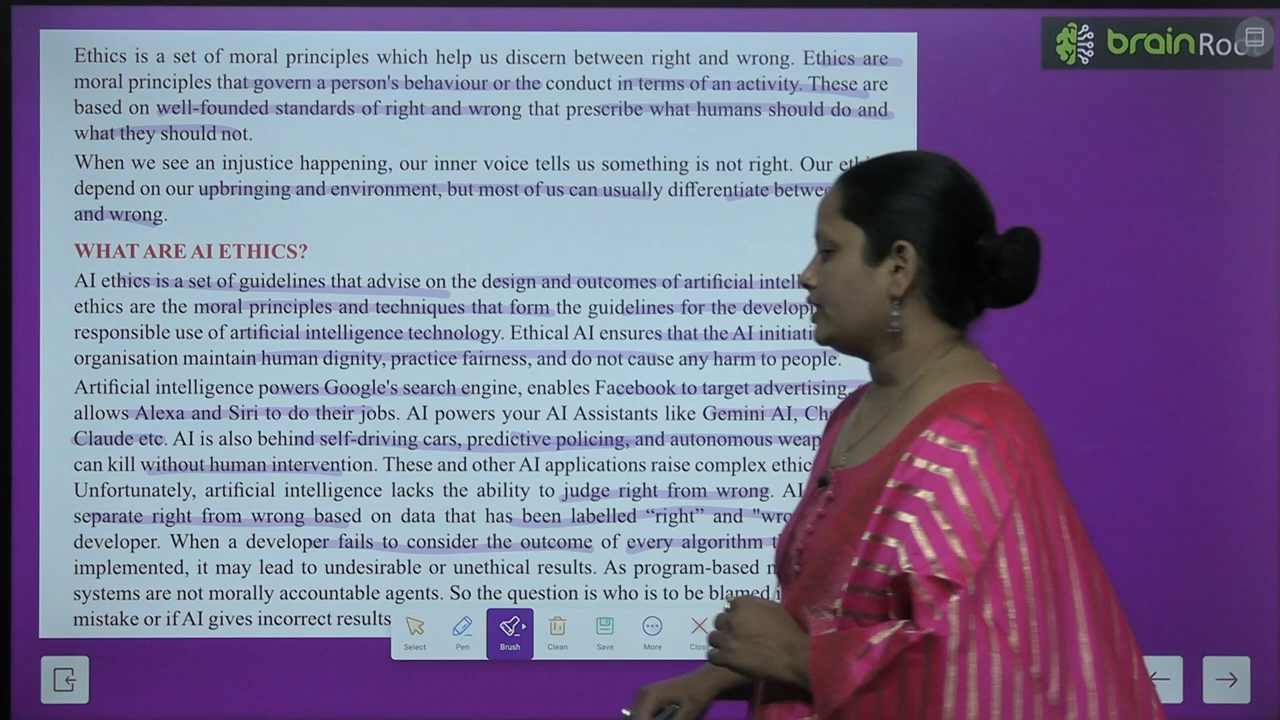 Ethics is a set of moral principles which help us discern between right and wrong. Ethics are
moral principles that govern a person's behaviour or the conduct in terms of an activity. These are
based on well-founded standards of right and wrong that prescribe what humans should do and
what they should not.
When we see an injustice happening, our inner voice tells us something is not right. Our
depend on our upbringing and environment, but most of us can usually differentiate
and wrong.
WHAT ARE AI ETHICS?
AI ethics is a set of guidelines that advise on the design and outcomes of artificial
ethics are the moral principles and techniques that form the guidelines for the
responsible use of artificial intelligence technology. Ethical AI ensures that the AI
organisation maintain human dignity, practice fairness, and do not cause any harm to people.
Artificial intelligence powers Google's search engine, enables Facebook to target advertising,
allows Alexa and Siri to do their jobs. AI powers your AI Assistants like Gemini AI,
Claude etc. AI is also behind self-driving cars, predictive policing, and autonomous
can kill without human intervention. These and other AI applications raise complex
Unfortunately, artificial intelligence lacks the ability to judge right from wrong. AI
separate right from wrong based on data that has been labelled “right” and
developer. When a developer fails to consider the outcome of every algorithm
implemented, it may lead to undesirable or unethical results. As program-based
systems are not morally accountable agents. So the question is who is to be blamed
mistake or if AI gives incorrect results
brain
Select Pen Brush Clean Save More